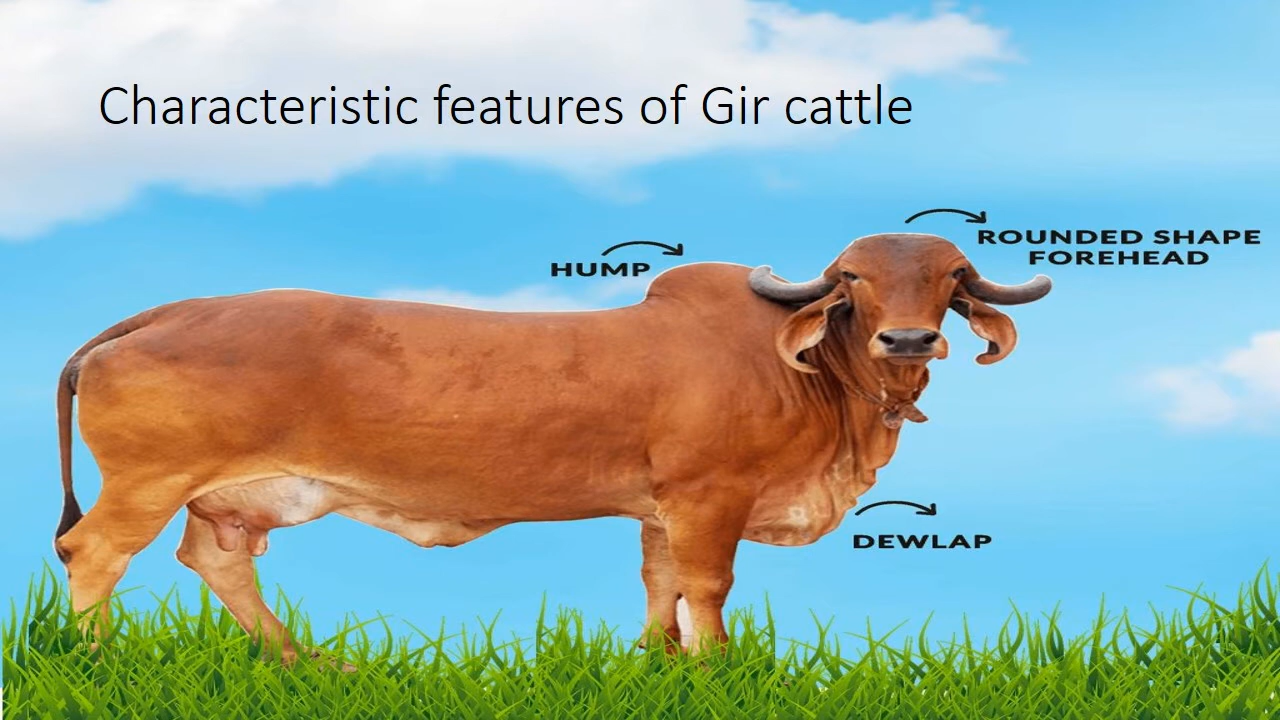 Characteristic features of Gir cattle
HUMP
ROUNDED SHAPE
FOREHEAD
DEWLAP